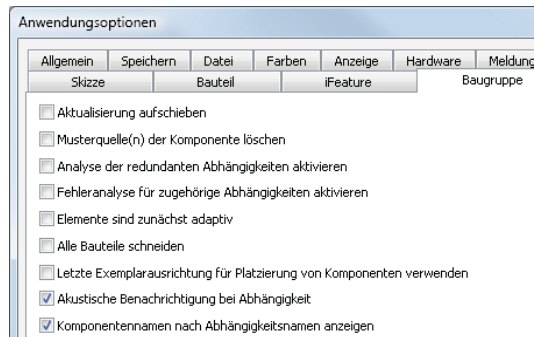 Anwendungsoptionen
Allgemein Speichern Datei Farben Anzeige Hardware Meldung
Skizze Bauteil iFeature Baugruppe
Aktualisierung aufschieben
Musterquelle(n) der Komponente löschen
Analyse der redundanten Abhängigkeiten aktivieren
Fehleranalyse für zugehörige Abhängigkeiten aktivieren
Elemente sind zunächst adaptiv
Alle Bauteile schneiden
Letzte Exemplarausrichtung für Platzierung von Komponenten verwenden
Akustische Benachrichtigung bei Abhängigkeit
Komponentennamen nach Abhängigkeitsnamen anzeigen